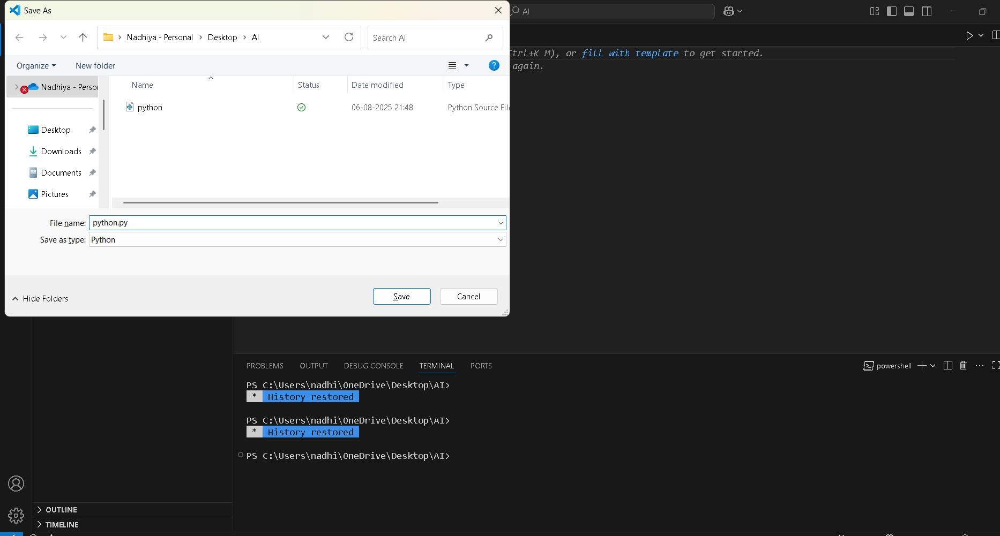 Save As
AI
Nadhiya - Personal > Desktop > AI
Search AI
Organize
New folder
Ctrl+K M), or fill with template to get started.
again.
Name
Status
Date modified
Type
Nadhiya - Person
python
06-08-2025 21:48
Python Source File
Desktop
Downloads
Documents
Pictures
File name: python.py
Save as type: Python
Hide Folders
Save
Cancel
PROBLEMS
OUTPUT
DEBUG CONSOLE
TERMINAL
PORTS
powershell
PS C:\Users\nadhi\OneDrive\Desktop\AI>
* History restored
PS C:\Users\nadhi\OneDrive\Desktop\AI>
* History restored
PS C:\Users\nadhi\OneDrive\Desktop\AI>
OUTLINE
TIMELINE